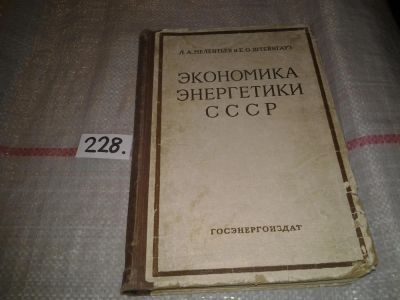 Л. А. МЕЛЕНТЬЕВ и Е. О. ШТЕЙНГАУЗ
ЭКОНОМИКА
ЭНЕРГЕТИКИ
СССР
228.
ГОСЭНЕРГОИЗДАТ